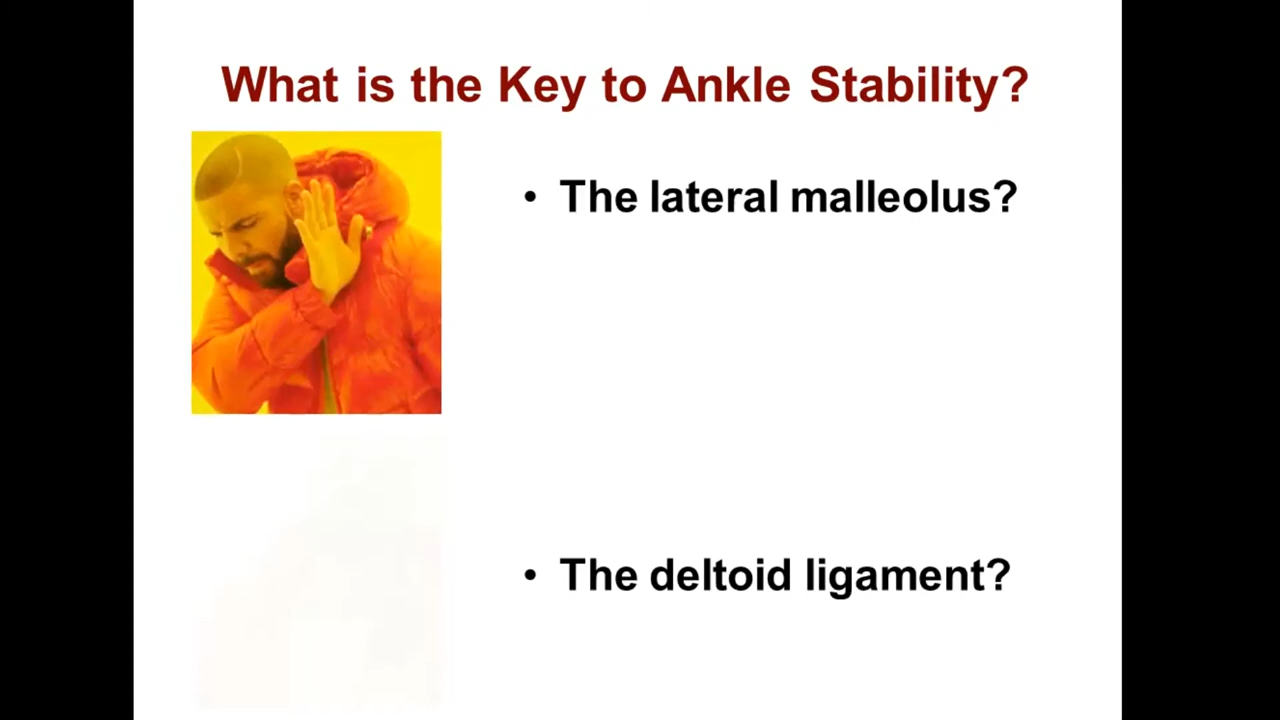 What is the Key to Ankle Stability?
• The lateral malleolus?
• The deltoid ligament?